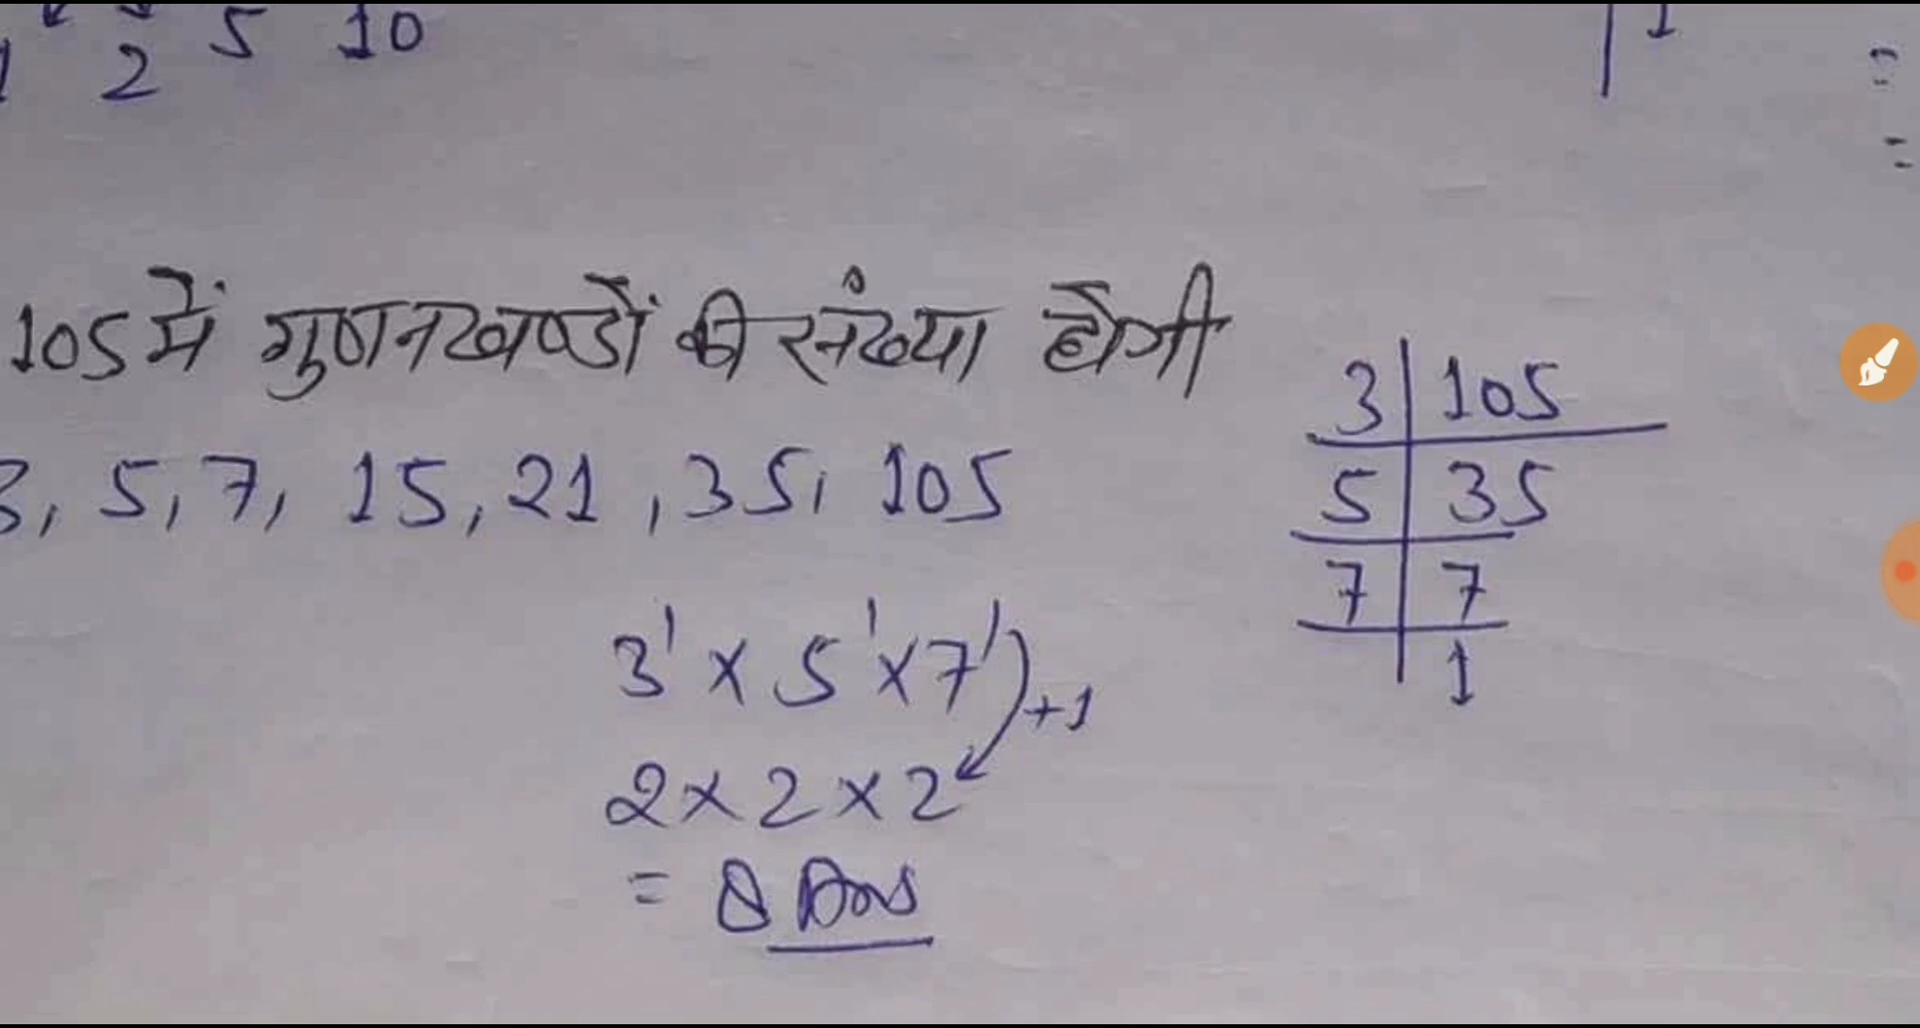 2 5 10
1
=
=
105 में गुणनखण्डों की संख्या होगी
3, 5, 7, 15, 21, 35, 105
3 | 105
5 | 35
7 | 7
1
3¹ × 5¹ × 7¹ ) +1
2 × 2 × 2
= 8 Ans